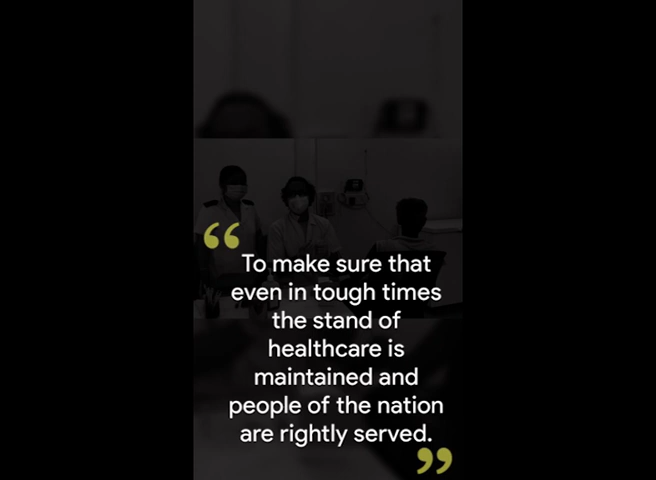 “
To make sure that
even in tough times
the stand of
healthcare is
maintained and
people of the nation
are rightly served.
”